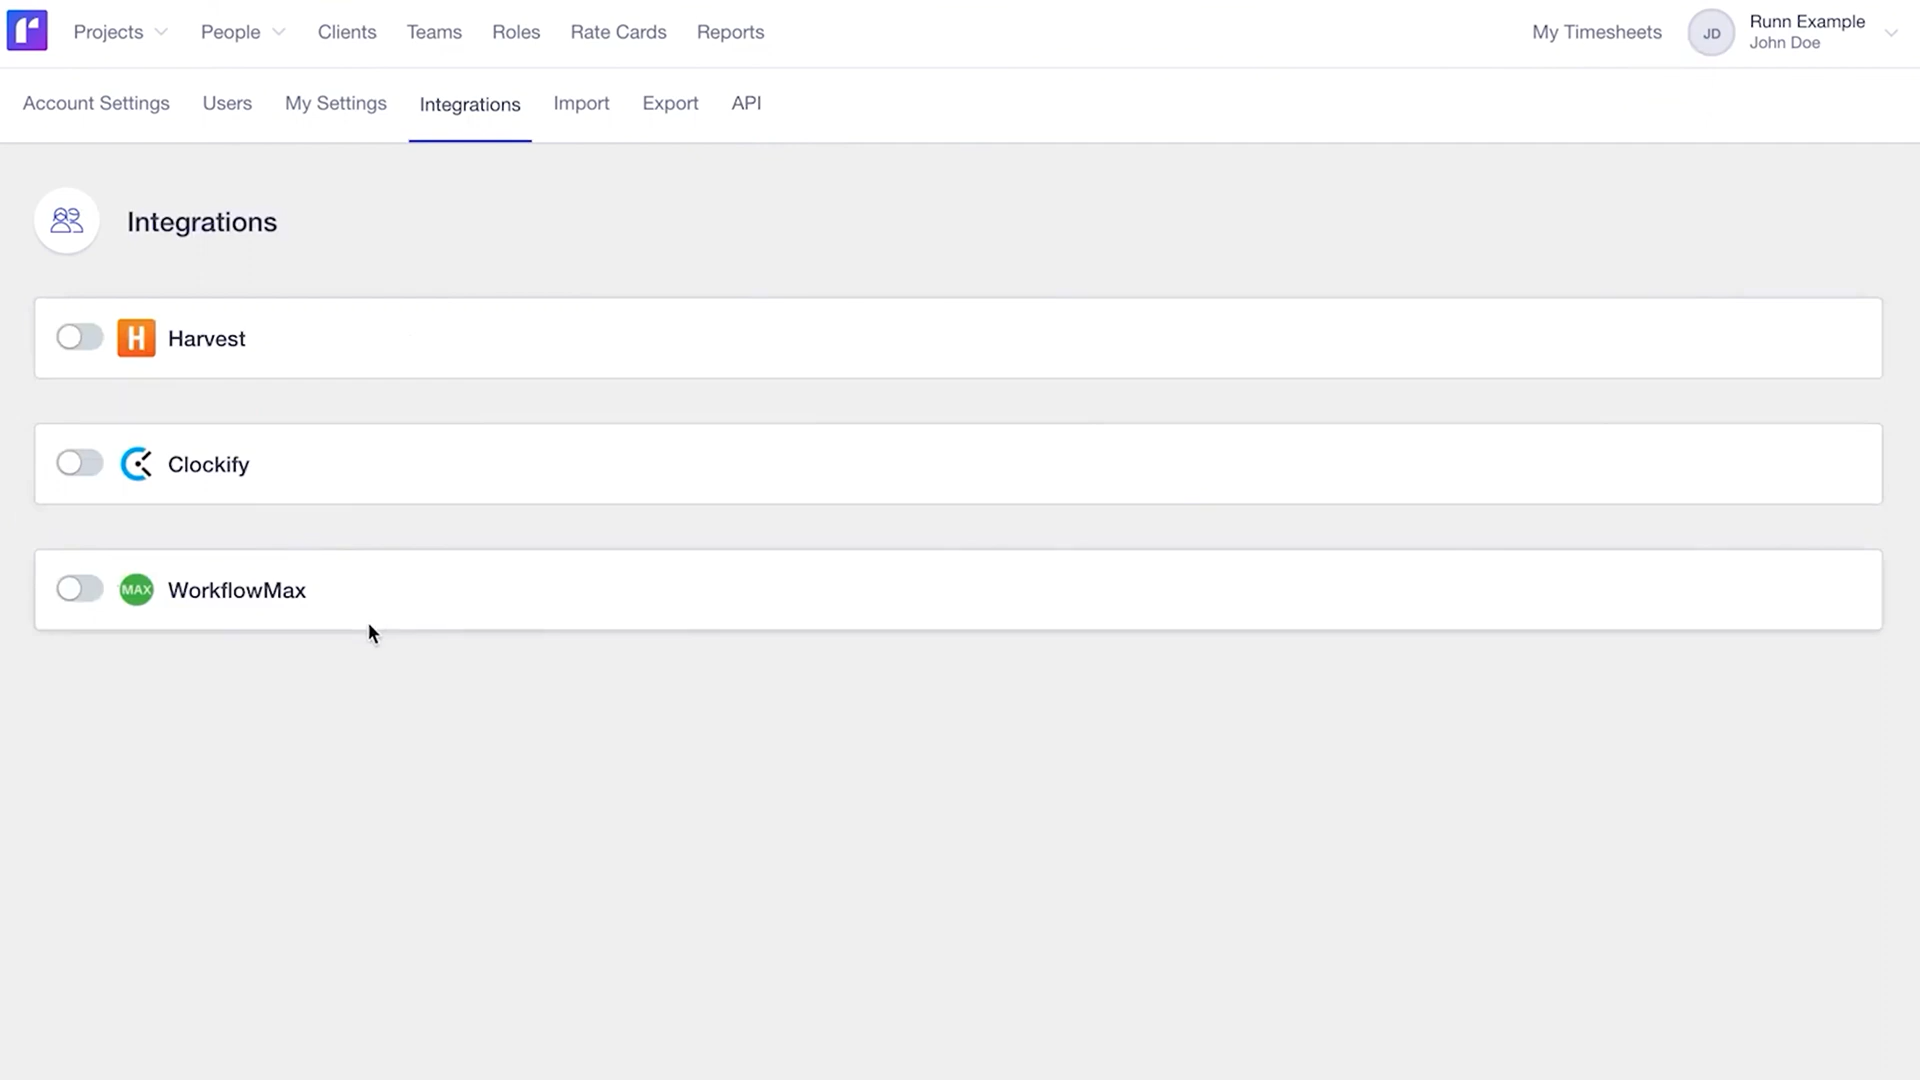 Projects People Clients Teams Roles Rate Cards Reports My Timesheets JD Runn Example
John Doe
Account Settings Users My Settings Integrations Import Export API
Integrations
H Harvest
Clockify
MAX WorkflowMax